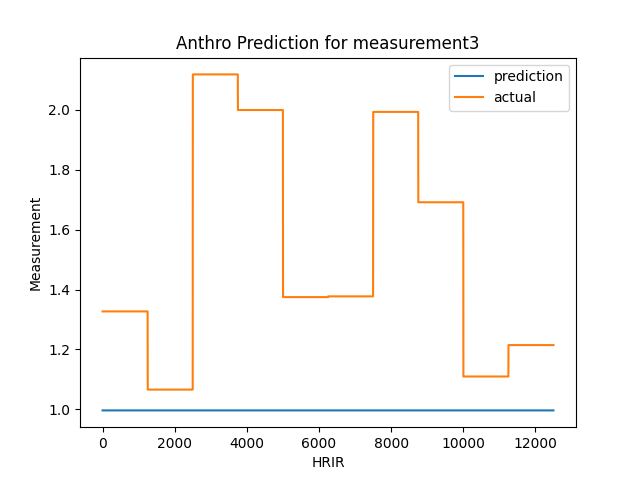 Anthro Prediction for measurement3
prediction
actual
Measurement
2.0
1.8
1.6
1.4
1.2
1.0
0 2000 4000 6000 8000 10000 12000
HRIR